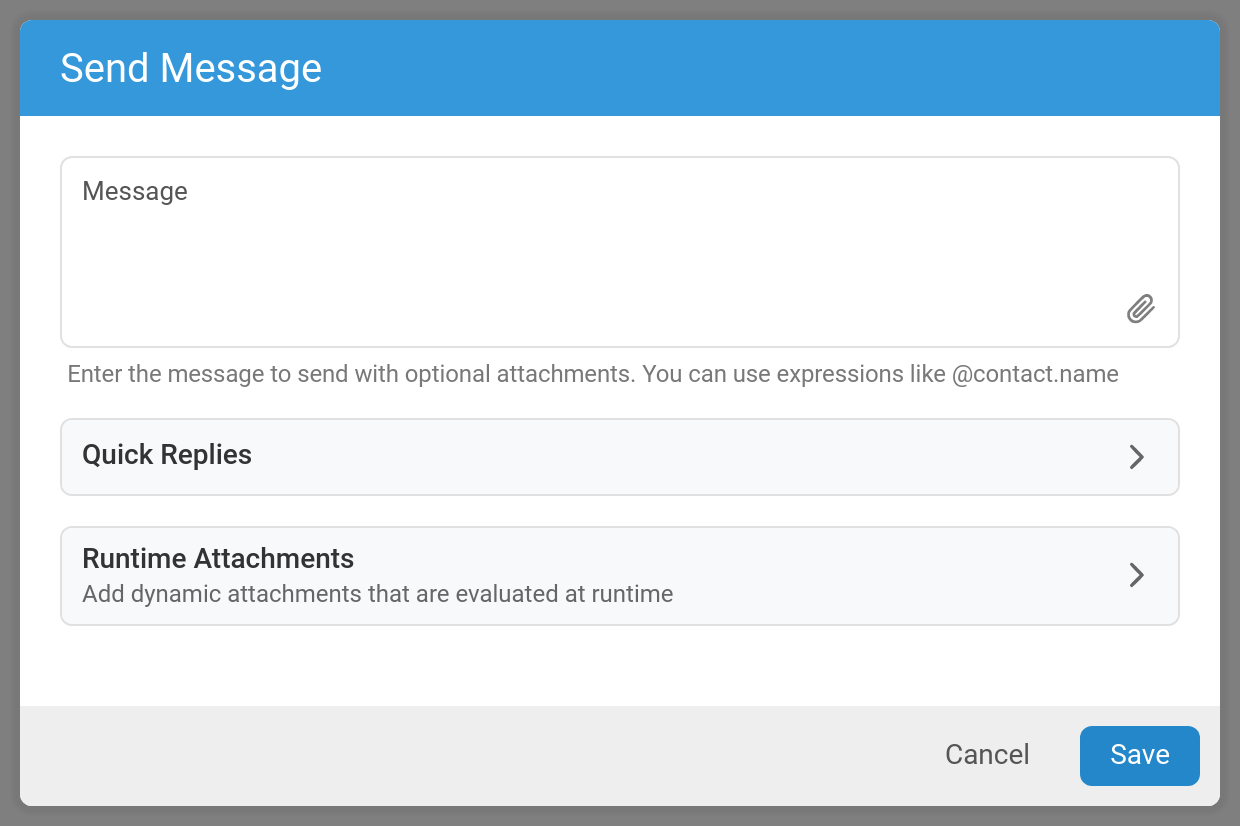 Send Message
Message
Enter the message to send with optional attachments. You can use expressions like @contact.name
Quick Replies
Runtime Attachments
Add dynamic attachments that are evaluated at runtime
Cancel
Save